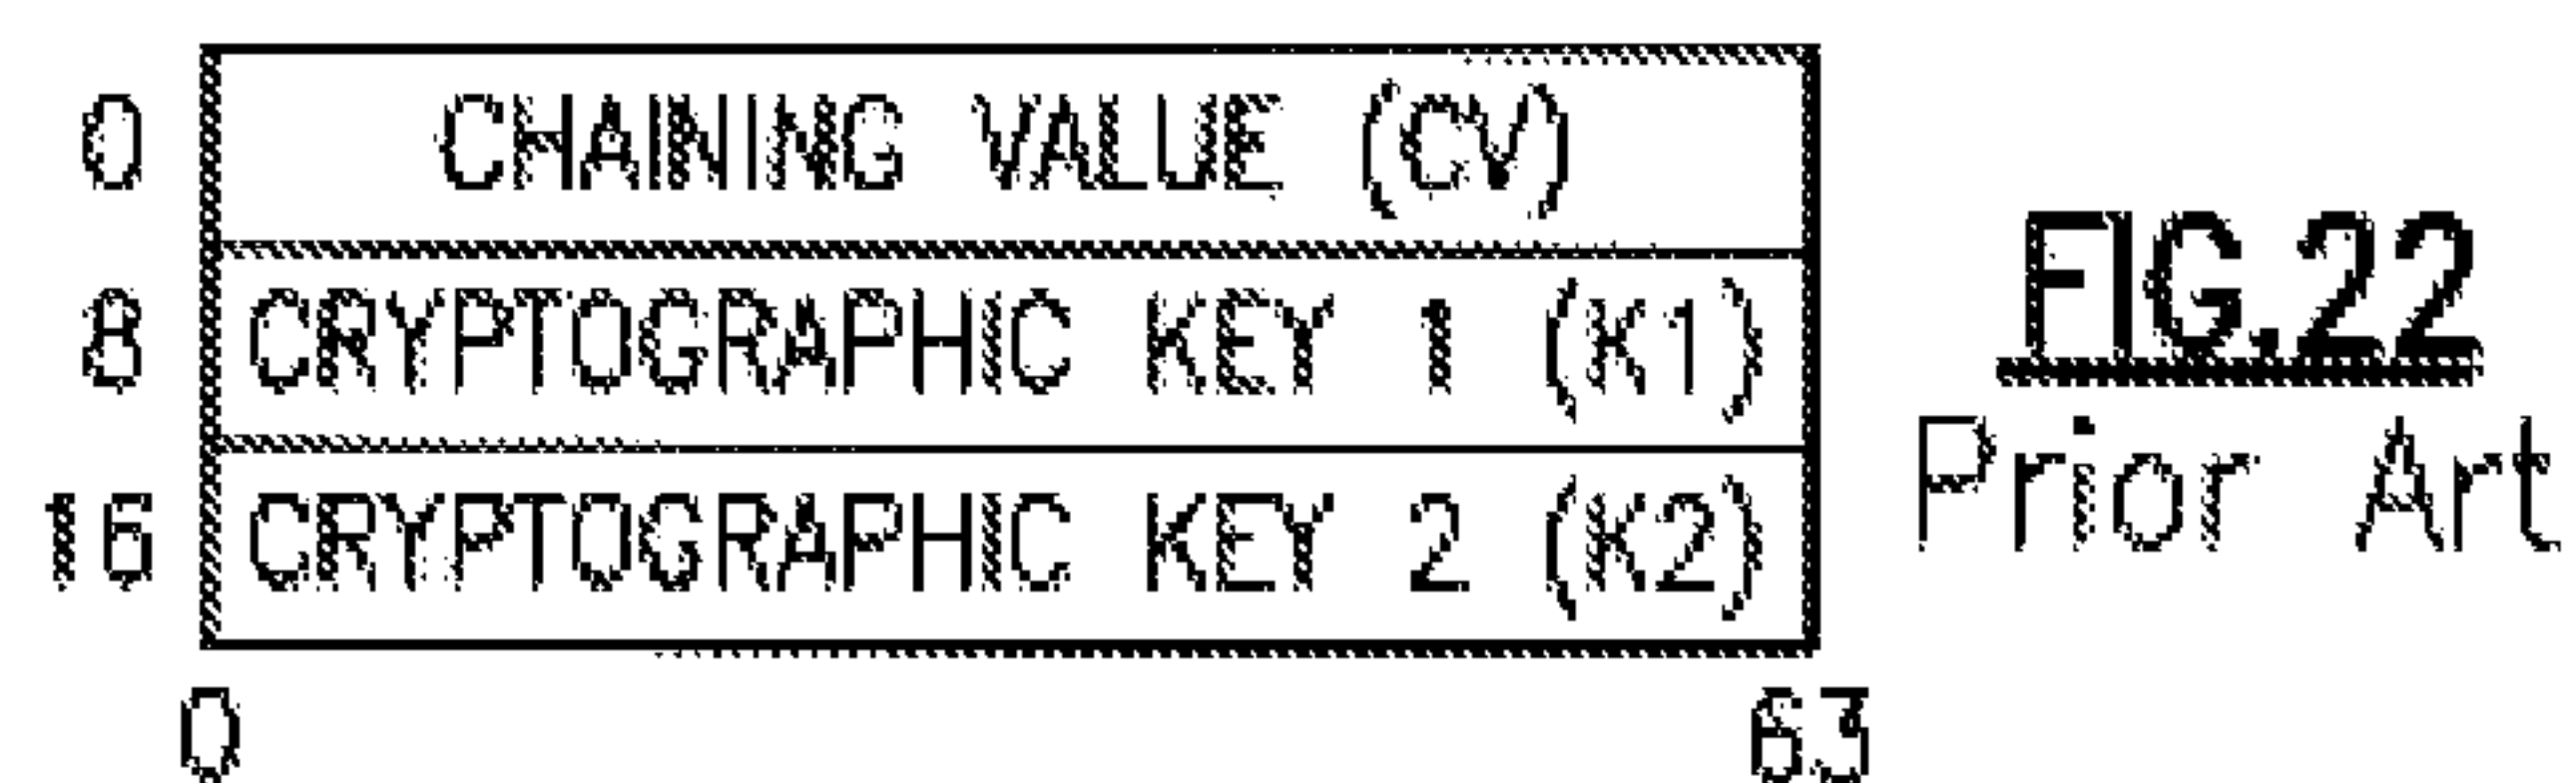 0 CHAINING VALUE (CV)
8 CRYPTOGRAPHIC KEY 1 (K1)
16 CRYPTOGRAPHIC KEY 2 (K2)
0 63
FIG.22
Prior Art